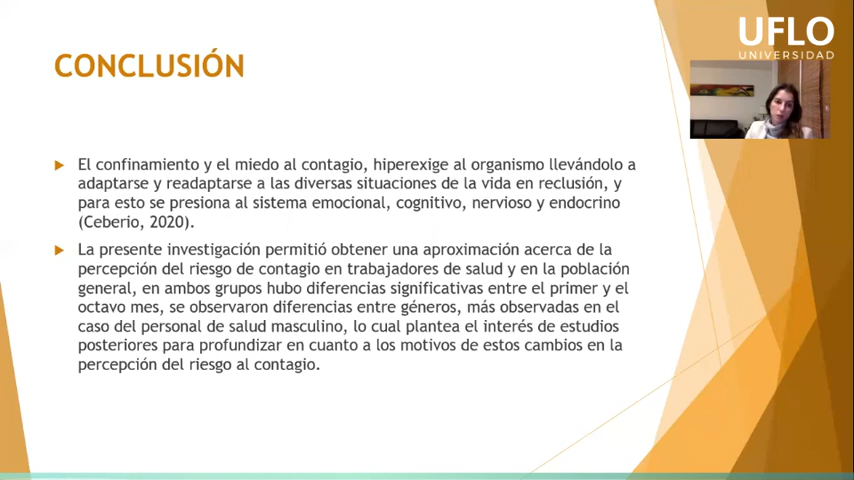 UFLO
UNIVERSIDAD
CONCLUSIÓN
El confinamiento y el miedo al contagio, hiperexige al organismo llevándolo a
adaptarse y readaptarse a las diversas situaciones de la vida en reclusión, y
para esto se presiona al sistema emocional, cognitivo, nervioso y endocrino
(Ceberio, 2020).
La presente investigación permitió obtener una aproximación acerca de la
percepción del riesgo de contagio en trabajadores de salud y en la población
general, en ambos grupos hubo diferencias significativas entre el primer y el
octavo mes, se observaron diferencias entre géneros, más observadas en el
caso del personal de salud masculino, lo cual plantea el interés de estudios
posteriores para profundizar en cuanto a los motivos de estos cambios en la
percepción del riesgo al contagio.